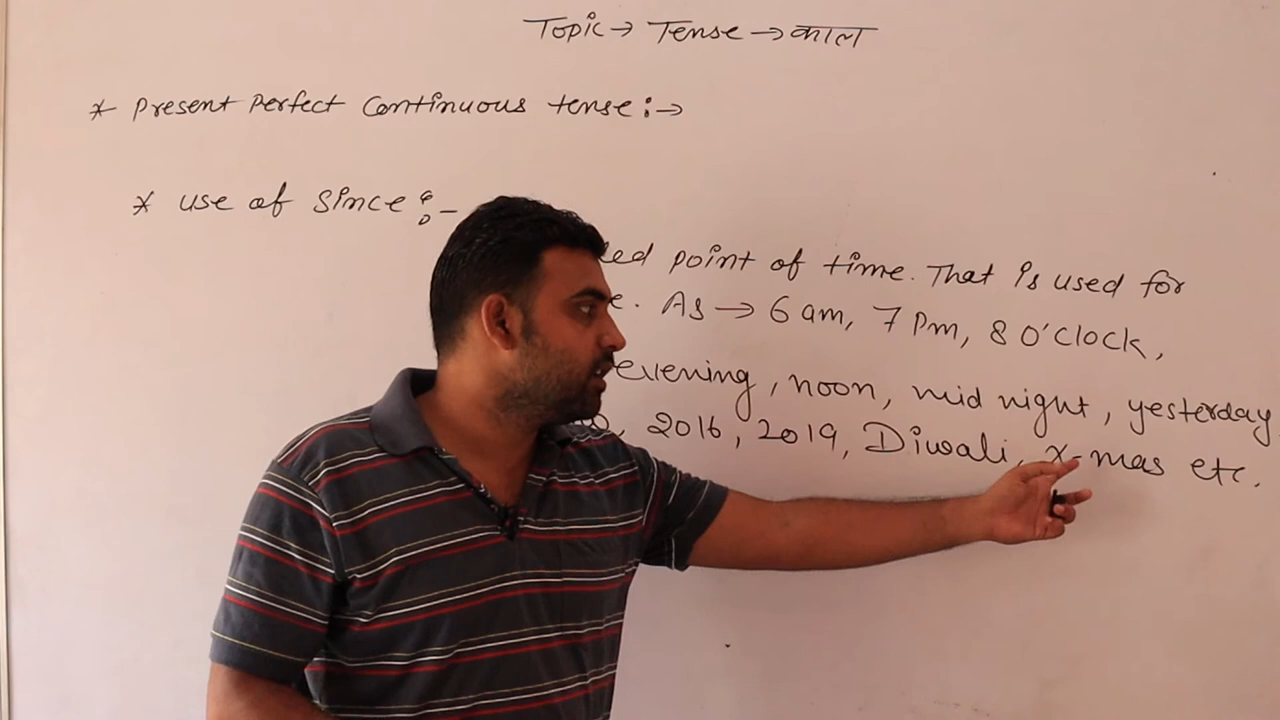 Topic → Tense → काल
* Present Perfect Continuous tense :→
* use of since :-
point of time. That is used for
As → 6 am, 7 Pm, 8 O'clock,
evening, noon, mid night, yesterday
2016, 2019, Diwali, X-mas etc.